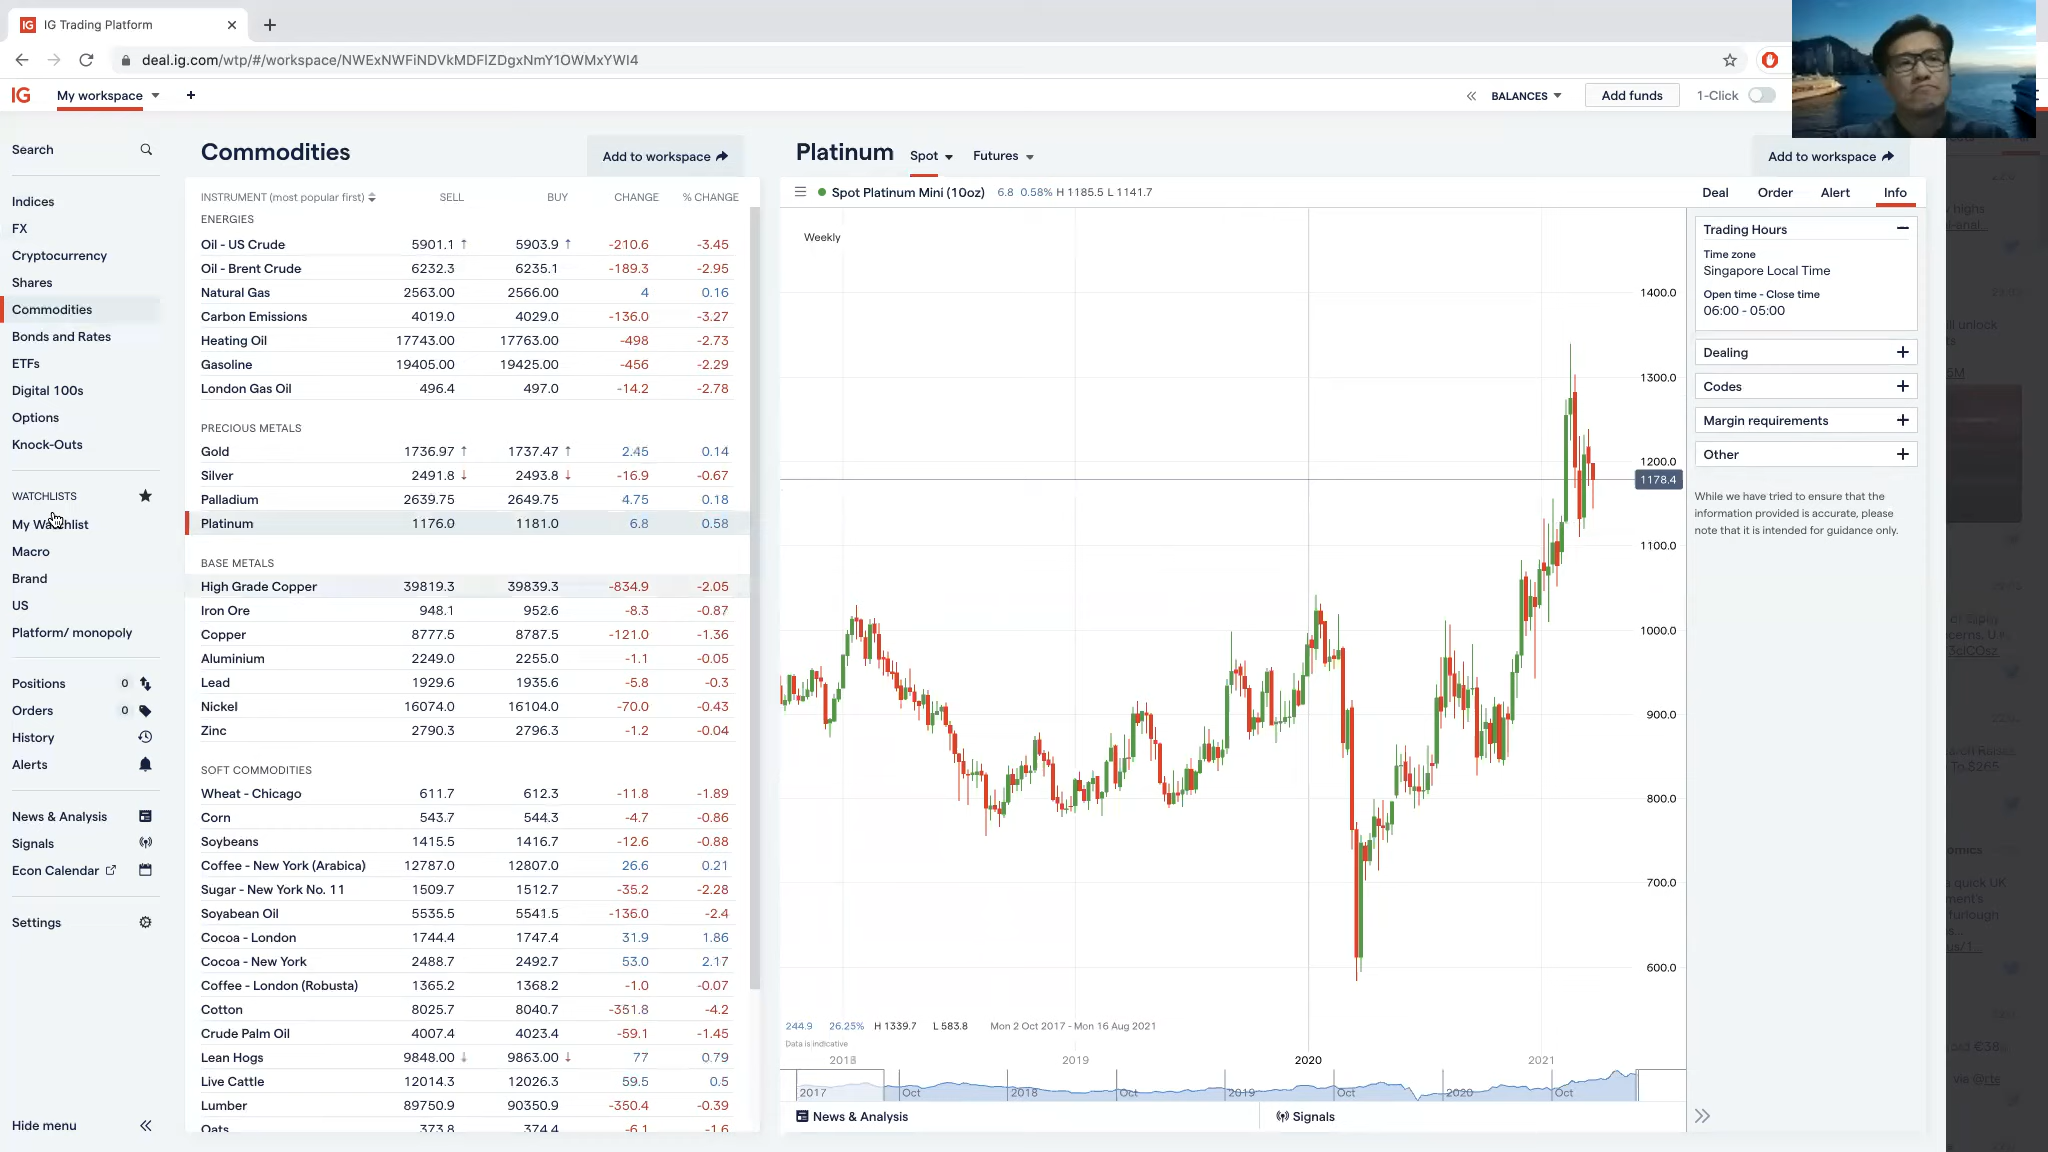 IG Trading Platform
deal.ig.com/wtp/#/workspace/NWExNWFiNDVkMDFlZDgxNmY1OWMxYWI4
IG My workspace + BALANCES Add funds 1-Click
Search
Indices
FX
Cryptocurrency
Shares
Commodities
Bonds and Rates
ETFs
Digital 100s
Options
Knock-Outs
WATCHLISTS
My Watchlist
Macro
Brand
US
Platform/ monopoly
Positions 0
Orders 0
History
Alerts
News & Analysis
Signals
Econ Calendar
Settings
Hide menu
Commodities Add to workspace
INSTRUMENT (most popular first) SELL BUY CHANGE % CHANGE
ENERGIES
Oil - US Crude 5901.1 ↑ 5903.9 ↑ -210.6 -3.45
Oil - Brent Crude 6232.3 6235.1 -189.3 -2.95
Natural Gas 2563.00 2566.00 4 0.16
Carbon Emissions 4019.0 4029.0 -136.0 -3.27
Heating Oil 17743.00 17763.00 -498 -2.73
Gasoline 19405.00 19425.00 -456 -2.29
London Gas Oil 496.4 497.0 -14.2 -2.78
PRECIOUS METALS
Gold 1736.97 ↑ 1737.47 ↑ 2.45 0.14
Silver 2491.8 ↓ 2493.8 ↓ -16.9 -0.67
Palladium 2639.75 2649.75 4.75 0.18
Platinum 1176.0 1181.0 6.8 0.58
BASE METALS
High Grade Copper 39819.3 39839.3 -834.9 -2.05
Iron Ore 948.1 952.6 -8.3 -0.87
Copper 8777.5 8787.5 -121.0 -1.36
Aluminium 2249.0 2255.0 -1.1 -0.05
Lead 1929.6 1935.6 -5.8 -0.3
Nickel 16074.0 16104.0 -70.0 -0.43
Zinc 2790.3 2796.3 -1.2 -0.04
SOFT COMMODITIES
Wheat - Chicago 611.7 612.3 -11.8 -1.89
Corn 543.7 544.3 -4.7 -0.86
Soybeans 1415.5 1416.7 -12.6 -0.88
Coffee - New York (Arabica) 12787.0 12807.0 26.6 0.21
Sugar - New York No. 11 1509.7 1512.7 -35.2 -2.28
Soyabean Oil 5535.5 5541.5 -136.0 -2.4
Cocoa - London 1744.4 1747.4 31.9 1.86
Cocoa - New York 2488.7 2492.7 53.0 2.17
Coffee - London (Robusta) 1365.2 1368.2 -1.0 -0.07
Cotton 8025.7 8040.7 -351.8 -4.2
Crude Palm Oil 4007.4 4023.4 -59.1 -1.45
Lean Hogs 9848.00 ↓ 9863.00 ↓ 77 0.79
Live Cattle 12014.3 12026.3 59.5 0.5
Lumber 89750.9 90350.9 -350.4 -0.39
Oats 373.8 374.4 -6.1 -1.6
Platinum Spot Futures Add to workspace
Spot Platinum Mini (10oz) 6.8 0.58% H 1185.5 L 1141.7
Weekly
1400.0
1300.0
1200.0
1178.4
1100.0
1000.0
900.0
800.0
700.0
600.0
244.9 26.25% H 1339.7 L 583.8 Mon 2 Oct 2017 - Mon 16 Aug 2021
Data is indicative
2018 2019 2020 2021
2017 Oct 2018 Oct 2019 Oct 2020 Oct
News & Analysis Signals
Deal Order Alert Info
Trading Hours
Time zone
Singapore Local Time
Open time - Close time
06:00 - 05:00
Dealing
Codes
Margin requirements
Other
While we have tried to ensure that the
information provided is accurate, please
note that it is intended for guidance only.